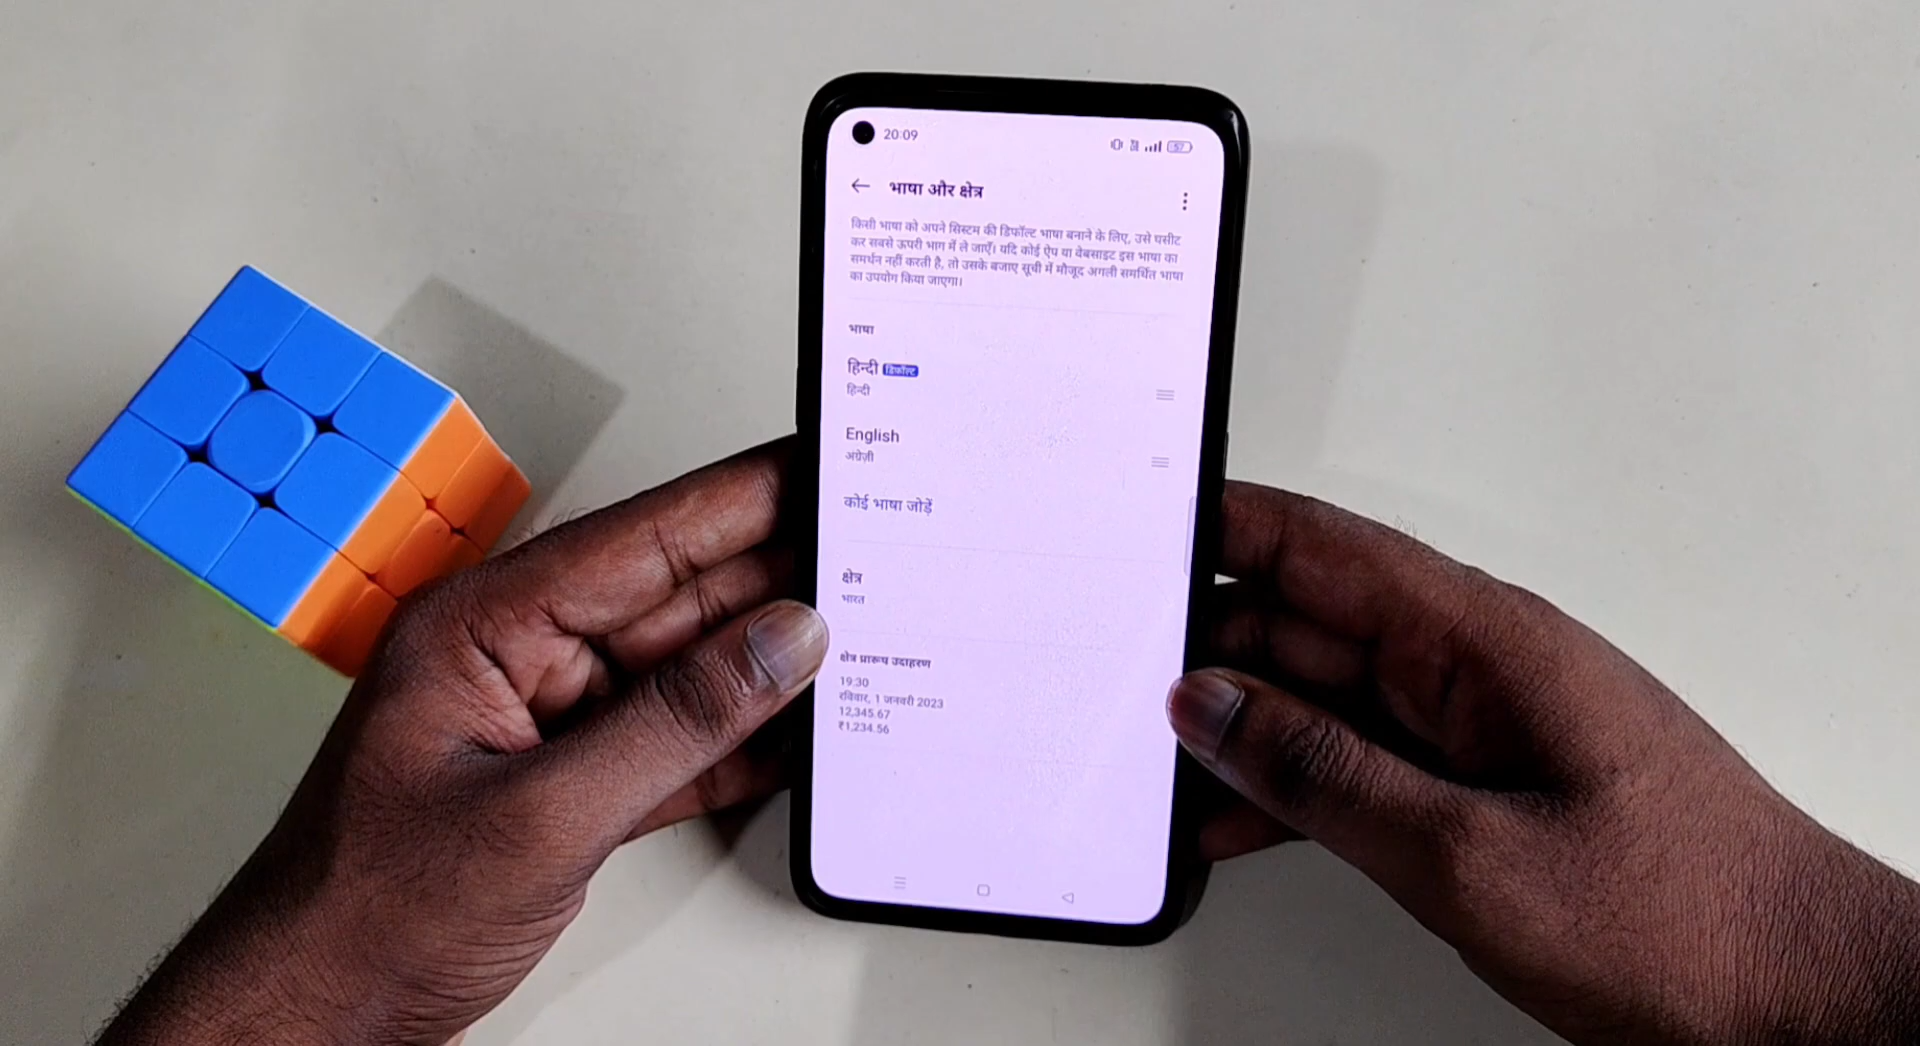 20:09
57
भाषा और क्षेत्र
किसी भाषा को अपने सिस्टम की डिफॉल्ट भाषा बनाने के लिए, उसे घसीट
कर सबसे ऊपरी भाग में ले जाएँ। यदि कोई ऐप या वेबसाइट इस भाषा का
समर्थन नहीं करती है, तो उसके बजाए सूची में मौजूद अगली समर्थित भाषा
का उपयोग किया जाएगा।
भाषा
हिन्दी डिफॉल्ट
हिन्दी
English
अंग्रेज़ी
कोई भाषा जोड़ें
क्षेत्र
भारत
क्षेत्र प्रारूप उदाहरण
19:30
रविवार, 1 जनवरी 2023
12,345.67
₹1,234.56